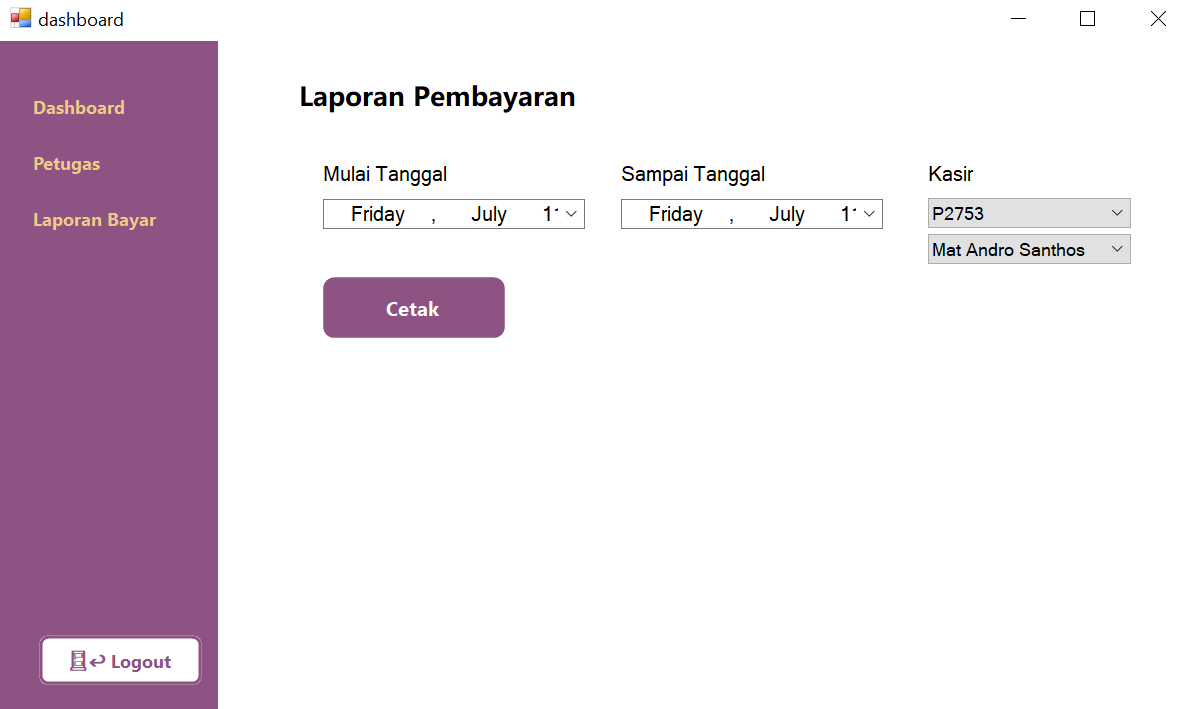 dashboard
Dashboard
Petugas
Laporan Bayar
Logout
Laporan Pembayaran
Mulai Tanggal
Friday , July
Sampai Tanggal
Friday , July
Kasir
P2753
Mat Andro Santhos
Cetak